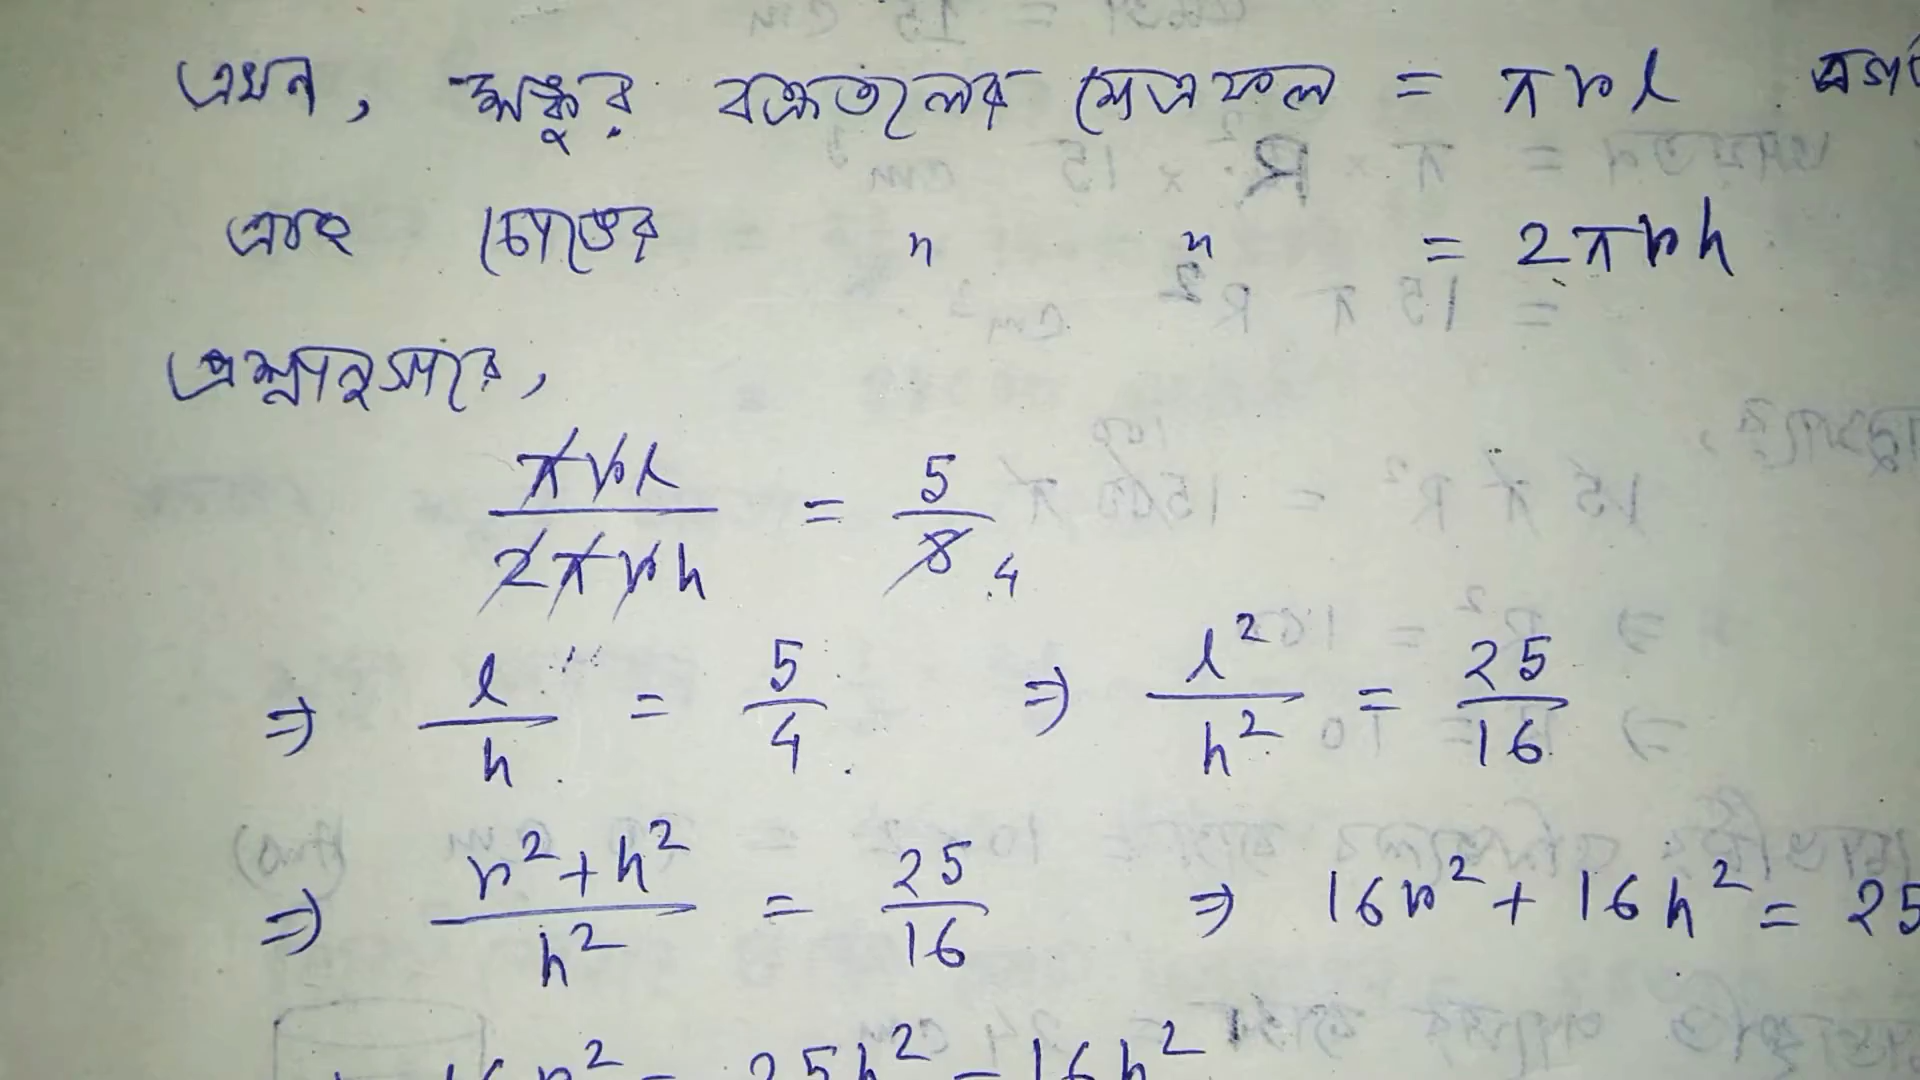 এখন, শঙ্কুর বক্রতলের ক্ষেত্রফল = πrl
এবং চোঙের " " = 2πrh
প্রশ্নানুসারে,
πrl / 2πrh = 5 / 8 4
⇒ l / h = 5 / 4 ⇒ l² / h² = 25 / 16
⇒ r² + h² / h² = 25 / 16 ⇒ 16r² + 16h² = 25
16r² = 25h² - 16h²